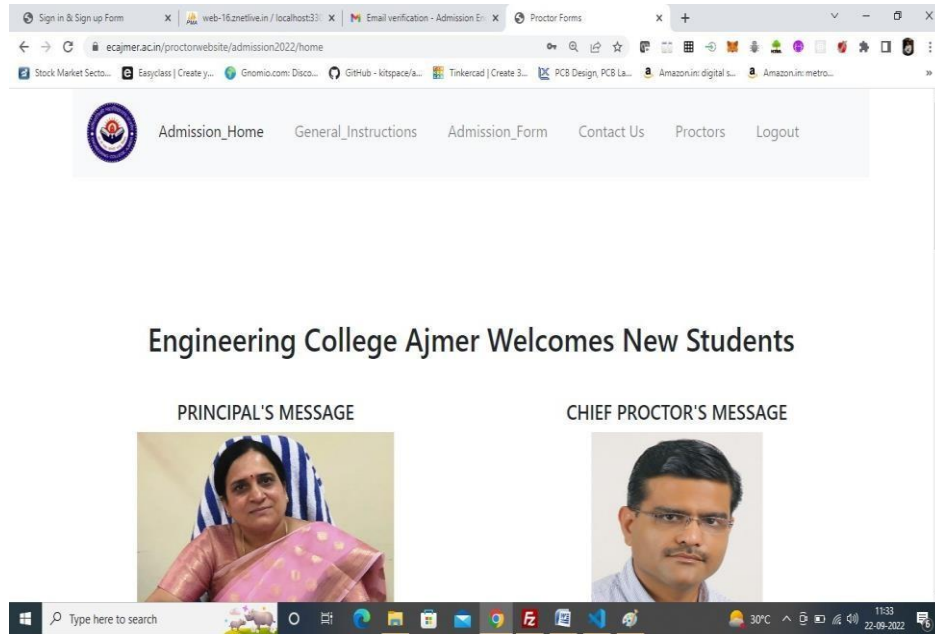 Sign in & Sign up Form
web-16.znetlive.in / localhost:33
Email verification - Admission En
Proctor Forms
ecajmer.ac.in/proctorwebsite/admission2022/home
Stock Market Secto...
Easyclass | Create y...
Gnomio.com: Disco...
GitHub - kitspace/a...
Tinkercad | Create 3...
PCB Design, PCB La...
Amazon.in: digital s...
Amazon.in: metro...
Admission_Home
General_Instructions
Admission_Form
Contact Us
Proctors
Logout
Engineering College Ajmer Welcomes New Students
PRINCIPAL'S MESSAGE
CHIEF PROCTOR'S MESSAGE
Type here to search
30°C
11:33
22-09-2022